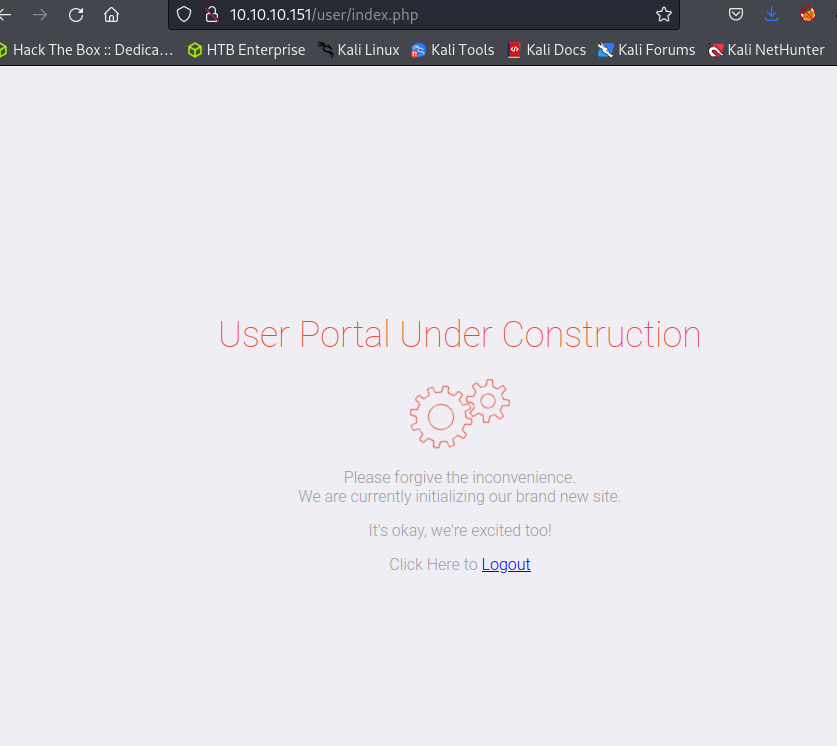 10.10.10.151/user/index.php
Hack The Box :: Dedica… HTB Enterprise Kali Linux Kali Tools Kali Docs Kali Forums Kali NetHunter
User Portal Under Construction
Please forgive the inconvenience.
We are currently initializing our brand new site.
It's okay, we're excited too!
Click Here to Logout